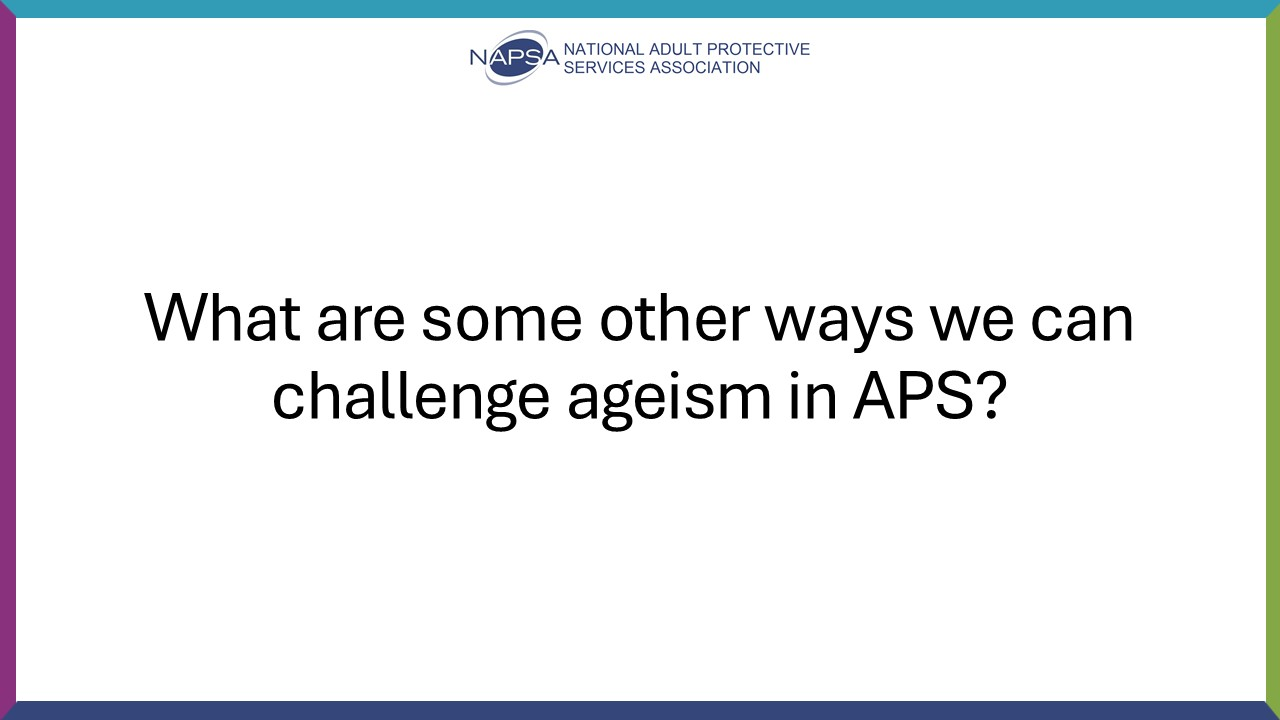 NAPSA NATIONAL ADULT PROTECTIVE
SERVICES ASSOCIATION
What are some other ways we can
challenge ageism in APS?